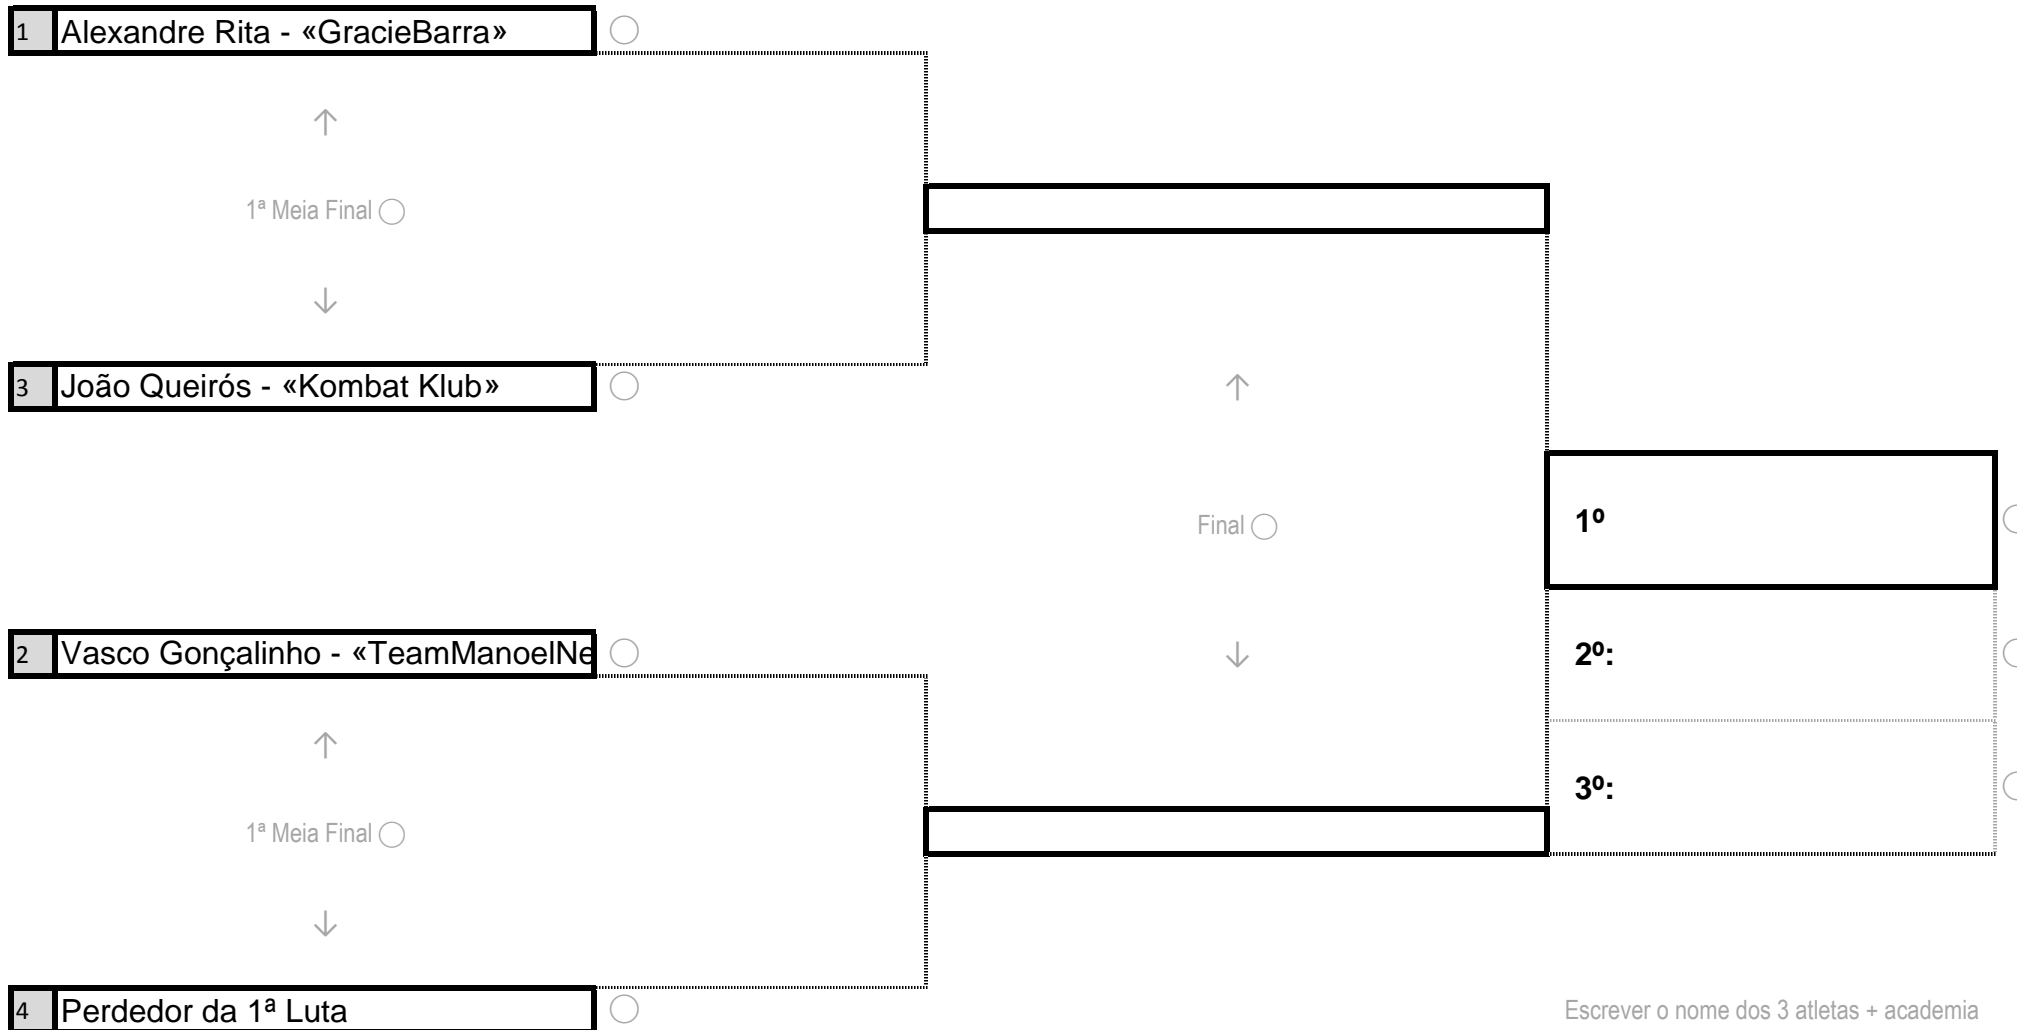 1 Alexandre Rita - «GracieBarra»
↑
1ª Meia Final
↓
3 João Queirós - «Kombat Klub»
↑
Final
1º
2 Vasco Gonçalinho - «TeamManoelNe
↓
2º:
↑
3º:
1ª Meia Final
↓
4 Perdedor da 1ª Luta
Escrever o nome dos 3 atletas + academia